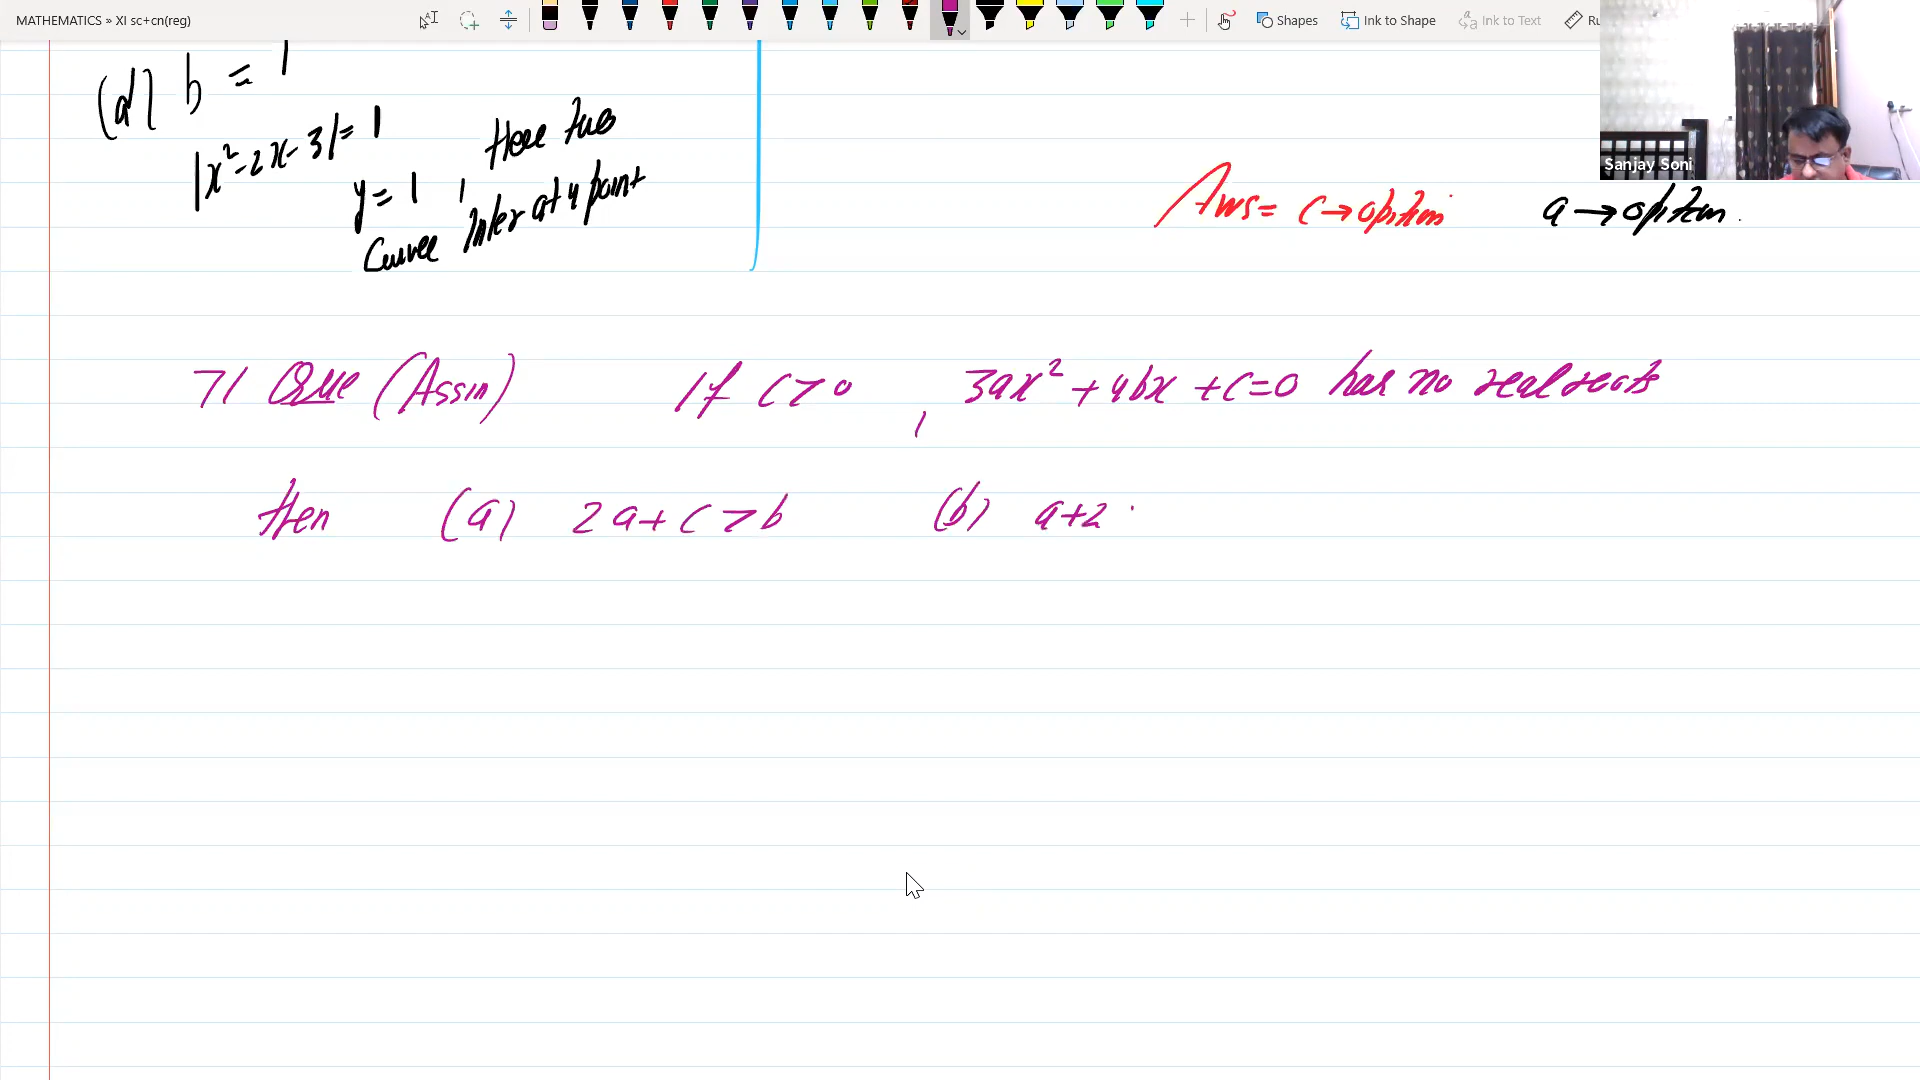 MATHEMATICS » XI sc+cn(reg)
Shapes
Ink to Shape
Ink to Text
Ru
Sanjay Soni
(d) b = 1
|x²-2x-3| = 1
y = 1 , Here two
Curve Inter at 4 point
Ans = c → option a → option.
71 Que (Assin) If c > 0 , 3ax² + 4bx + c = 0 has no real roots
then (a) 2a + c > b (b) a+2